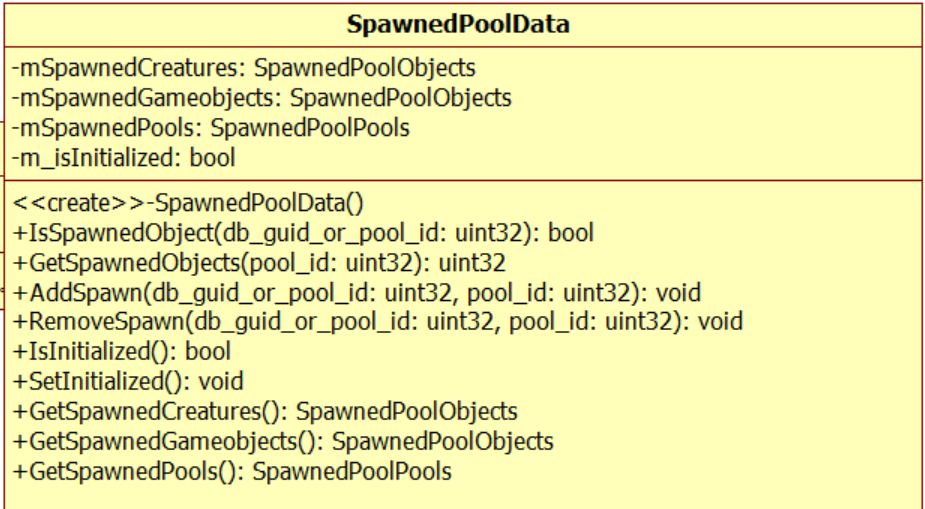 SpawnedPoolData
-mSpawnedCreatures: SpawnedPoolObjects
-mSpawnedGameobjects: SpawnedPoolObjects
-mSpawnedPools: SpawnedPoolPools
-m_isInitialized: bool
<<create>>-SpawnedPoolData()
+IsSpawnedObject(db_guid_or_pool_id: uint32): bool
+GetSpawnedObjects(pool_id: uint32): uint32
+AddSpawn(db_guid_or_pool_id: uint32, pool_id: uint32): void
+RemoveSpawn(db_guid_or_pool_id: uint32, pool_id: uint32): void
+IsInitialized(): bool
+SetInitialized(): void
+GetSpawnedCreatures(): SpawnedPoolObjects
+GetSpawnedGameobjects(): SpawnedPoolObjects
+GetSpawnedPools(): SpawnedPoolPools